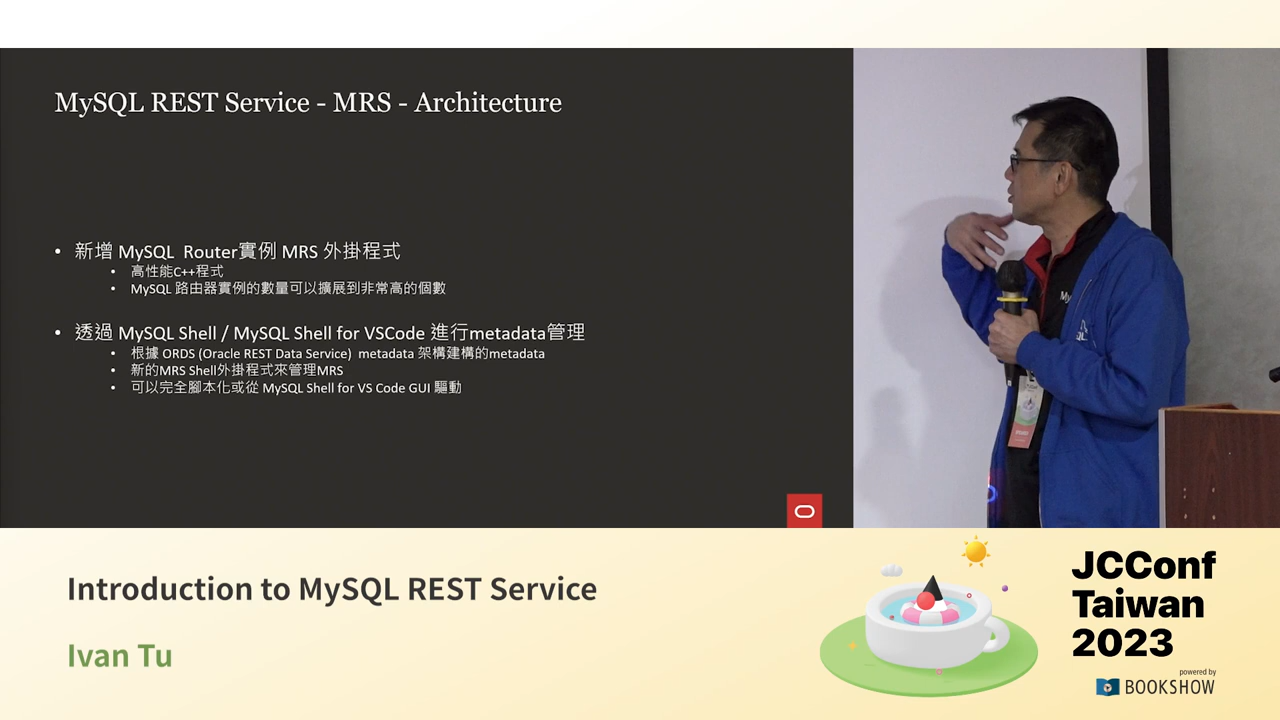 MySQL REST Service - MRS - Architecture
• 新增 MySQL Router實例 MRS 外掛程式
• 高性能C++程式
• MySQL 路由器實例的數量可以擴展到非常高的個數
• 透過 MySQL Shell / MySQL Shell for VSCode 進行metadata管理
• 根據 ORDS (Oracle REST Data Service) metadata 架構建構的metadata
• 新的MRS Shell外掛程式來管理MRS
• 可以完全腳本化或從 MySQL Shell for VS Code GUI 驅動
My
Introduction to MySQL REST Service
Ivan Tu
JCConf
Taiwan
2023
powered by
BOOKSHOW